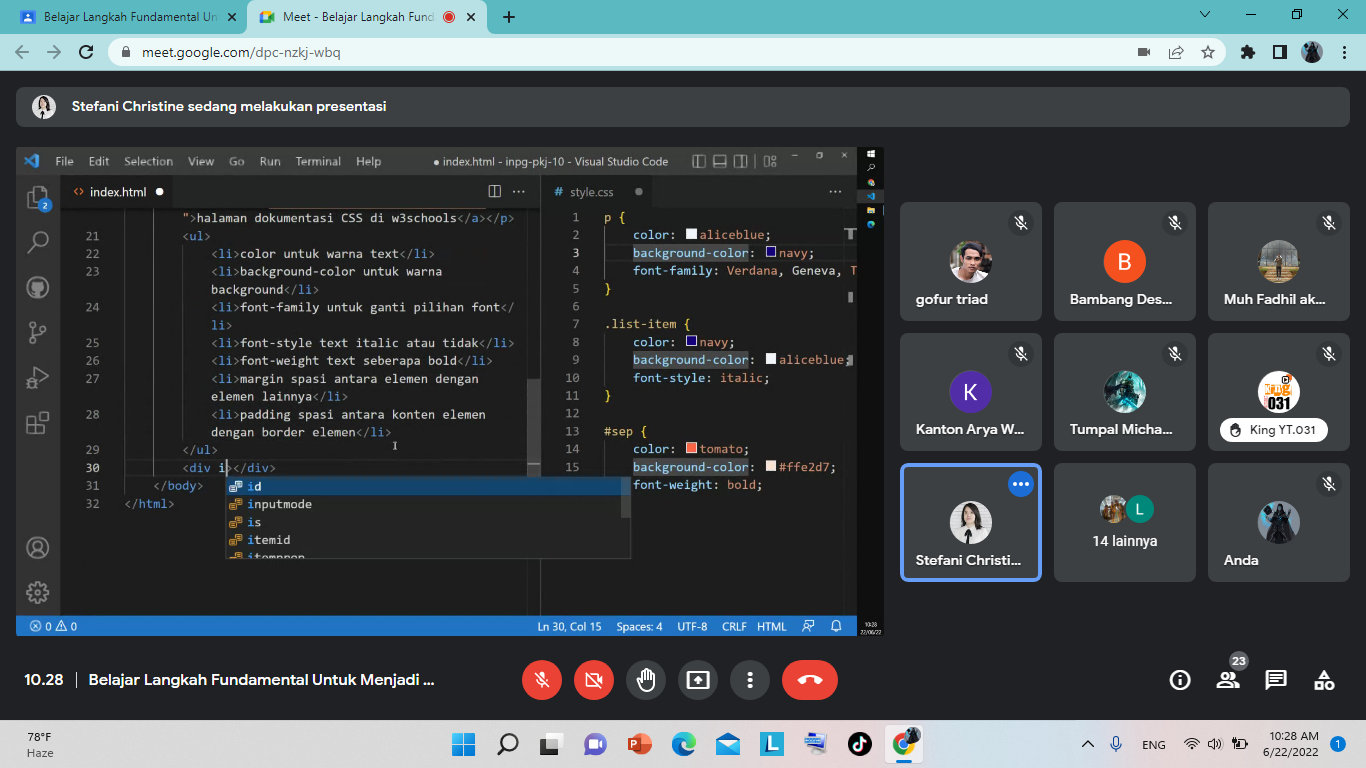 Belajar Langkah Fundamental Un
Meet - Belajar Langkah Fund
meet.google.com/dpc-nzkj-wbq
Stefani Christine sedang melakukan presentasi
File Edit Selection View Go Run Terminal Help
● index.html - inpg-pkj-10 - Visual Studio Code
2
<> index.html ●
# style.css ●
">halaman dokumentasi CSS di w3schools</a></p>
21 <ul>
22 <li>color untuk warna text</li>
23 <li>background-color untuk warna
background</li>
24 <li>font-family untuk ganti pilihan font</
li>
25 <li>font-style text italic atau tidak</li>
26 <li>font-weight text seberapa bold</li>
27 <li>margin spasi antara elemen dengan
elemen lainnya</li>
28 <li>padding spasi antara konten elemen
dengan border elemen</li>
29 </ul>
30 <div i></div>
31 </body>
32 </html>
id
inputmode
is
itemid
itemprop
1 p {
2 color: aliceblue;
3 background-color: navy;
4 font-family: Verdana, Geneva, T
5 }
6
7 .list-item {
8 color: navy;
9 background-color: aliceblue;
10 font-style: italic;
11 }
12
13 #sep {
14 color: tomato;
15 background-color: #ffe2d7;
font-weight: bold;
0 0
Ln 30, Col 15 Spaces: 4 UTF-8 CRLF HTML
10:28
22/06/22
gofur triad
B
Bambang Des...
Muh Fadhil ak...
K
Kanton Arya W...
Tumpal Micha...
031
King YT.031
Stefani Christi...
L
14 lainnya
Anda
10.28 | Belajar Langkah Fundamental Untuk Menjadi ...
23
78°F
Haze
ENG
10:28 AM
6/22/2022
1